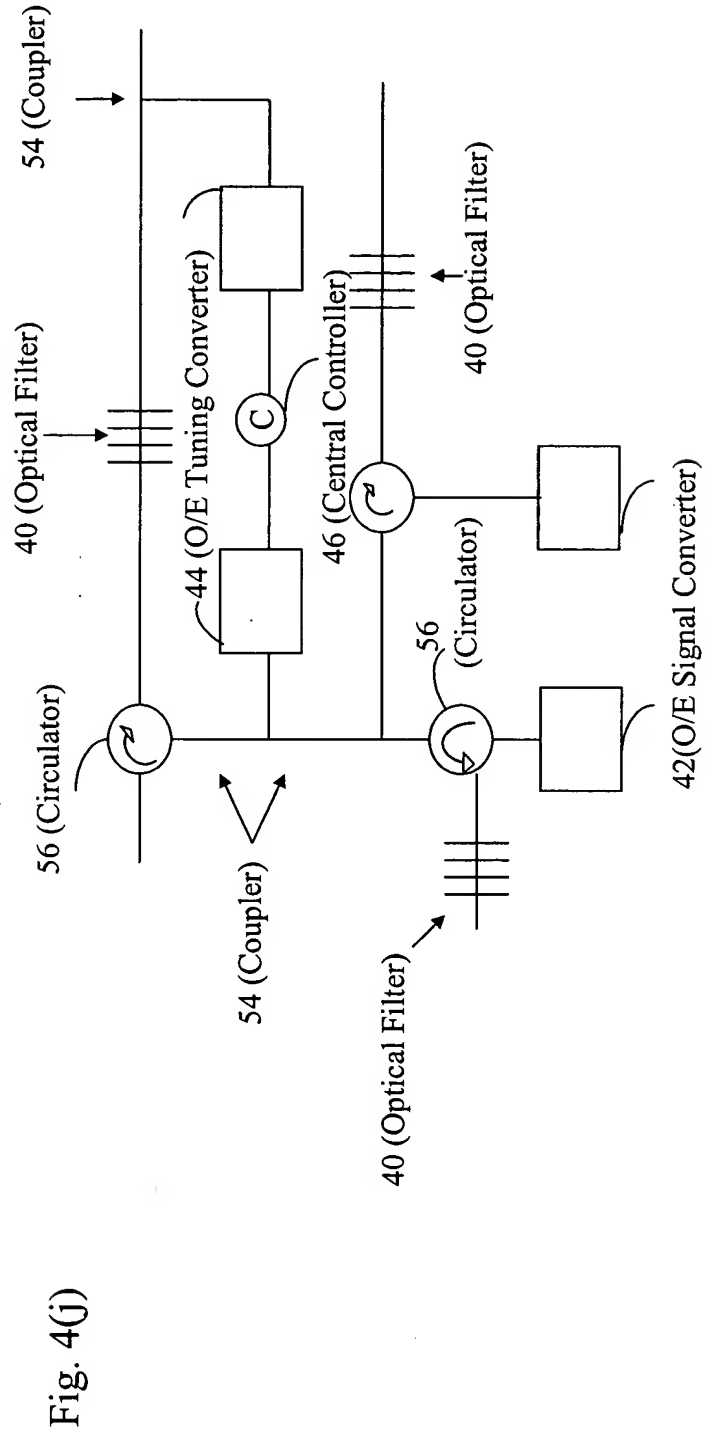 Fig. 4(j)
54 (Coupler)
40 (Optical Filter)
56 (Circulator)
44 (O/E Tuning Converter)
C
46 (Central Controller)
54 (Coupler)
40 (Optical Filter)
56
(Circulator)
40 (Optical Filter)
42(O/E Signal Converter)